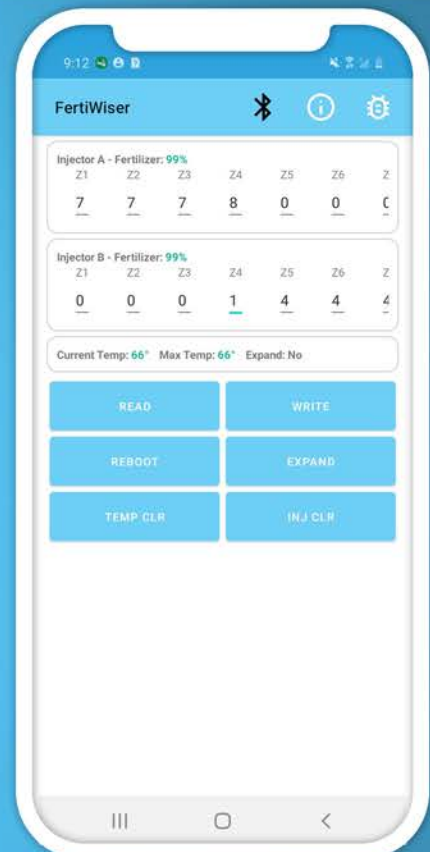 9:12
FertiWiser
Injector A - Fertilizer: 99%
Z1 Z2 Z3 Z4 Z5 Z6 Z
7 7 7 8 0 0 0
Injector B - Fertilizer: 99%
Z1 Z2 Z3 Z4 Z5 Z6 Z
0 0 0 1 4 4 4
Current Temp: 66° Max Temp: 66° Expand: No
READ WRITE
REBOOT EXPAND
TEMP CLR INJ CLR